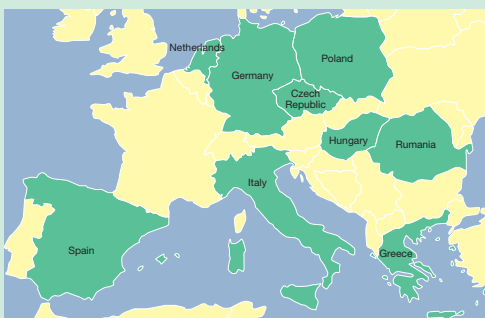 Netherlands
Poland
Germany
Czech
Republic
Hungary
Rumania
Italy
Spain
Greece